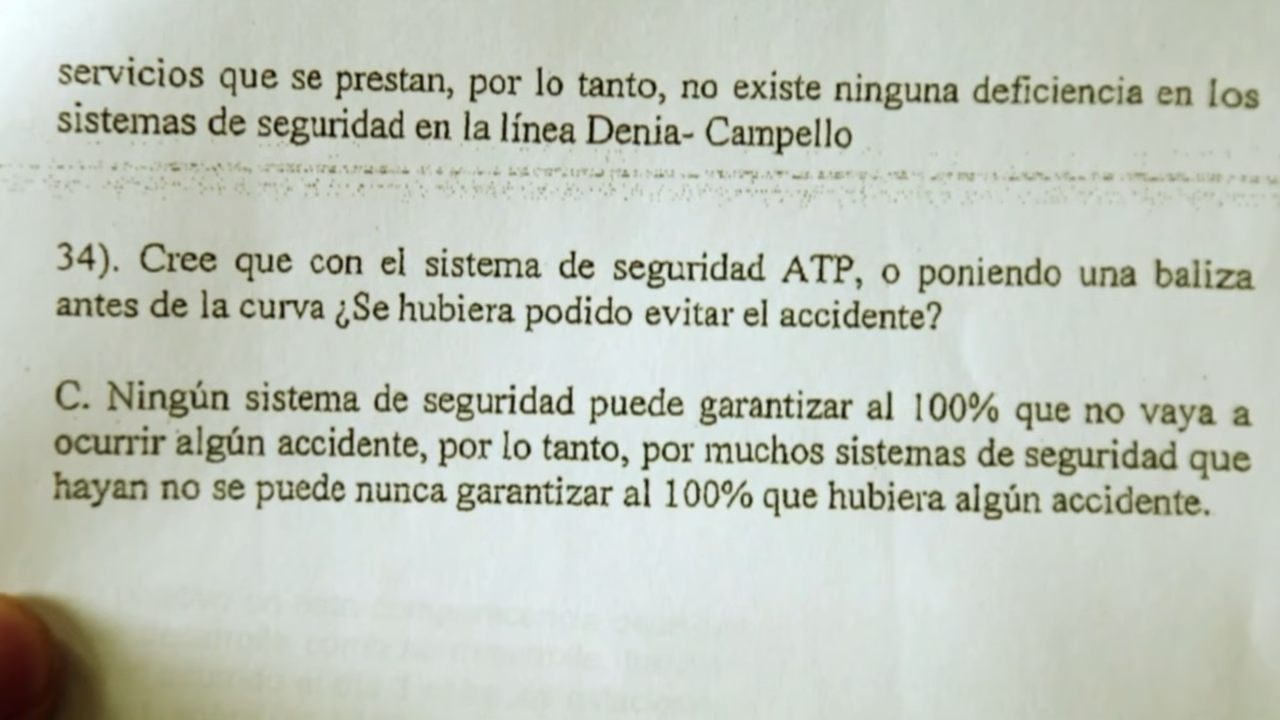 servicios que se prestan, por lo tanto, no existe ninguna deficiencia en los
sistemas de seguridad en la línea Denia- Campello
34). Cree que con el sistema de seguridad ATP, o poniendo una baliza
antes de la curva ¿Se hubiera podido evitar el accidente?
C. Ningún sistema de seguridad puede garantizar al 100% que no vaya a
ocurrir algún accidente, por lo tanto, por muchos sistemas de seguridad que
hayan no se puede nunca garantizar al 100% que hubiera algún accidente.